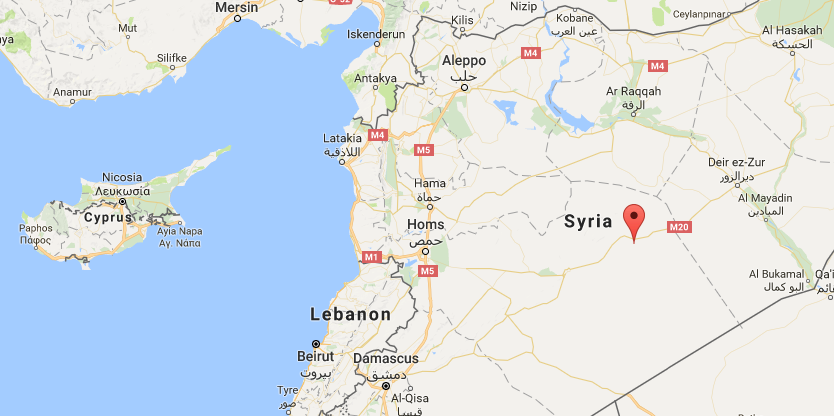 Mersin
Mut
Silifke
Anamur
Iskenderun
Antakya
Kilis
Nizip
Kobane
عين العرب
Ceylanpınar
Al Hasakah
الحسكة
Aleppo
حلب
M4
M4
Ar Raqqah
الرقة
Latakia
اللاذقية
M4
M5
Deir ez-Zur
ديرالزور
Nicosia
Λευκωσία
Cyprus
Paphos
Πάφος
Ayia Napa
Αγ. Νάπα
Hama
حماة
Homs
حمص
Syria
M20
Al Mayadin
الميادين
M1
M5
Al Bukamal
البو كمال
Qa'i
قائم
Lebanon
Beirut
بيروت
Damascus
دمشق
Tyre
صور
Al-Qisa
قيسا